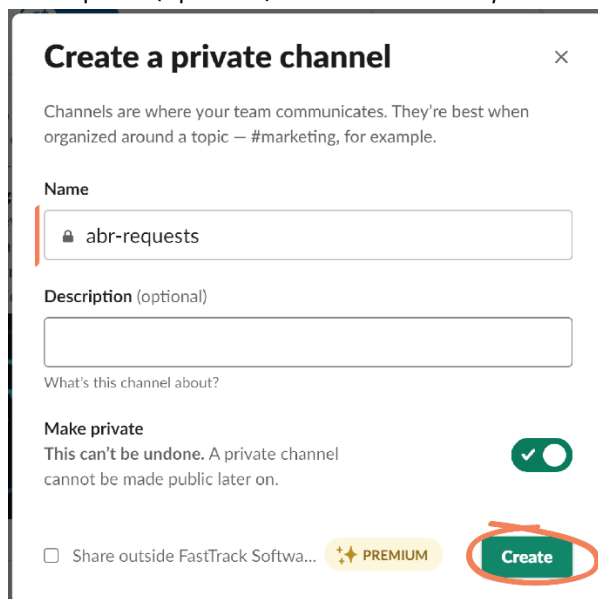 Create a private channel
Channels are where your team communicates. They're best when
organized around a topic — #marketing, for example.
Name
abr-requests
Description (optional)
What's this channel about?
Make private
This can't be undone. A private channel
cannot be made public later on.
Share outside FastTrack Softwa... PREMIUM Create